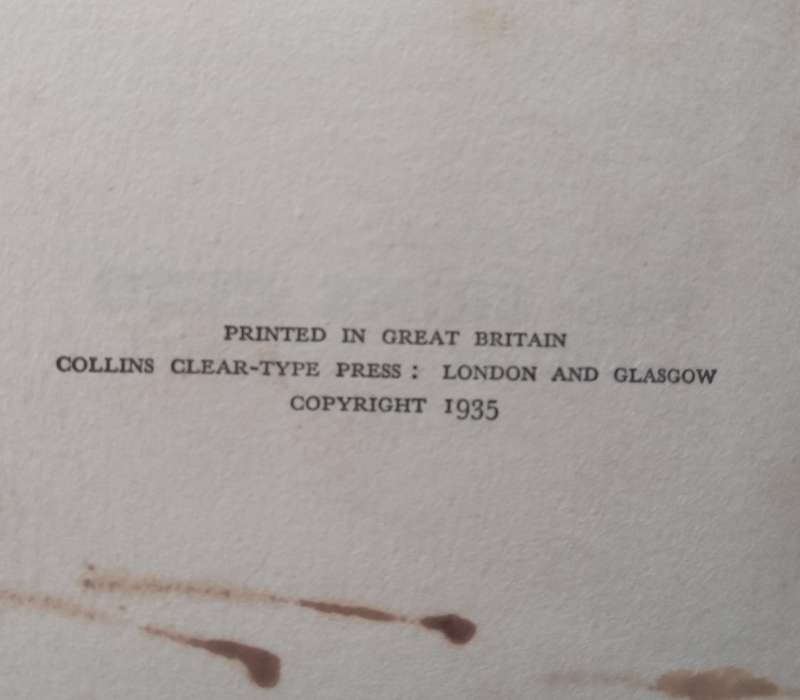 PRINTED IN GREAT BRITAIN
COLLINS CLEAR-TYPE PRESS : LONDON AND GLASGOW
COPYRIGHT 1935